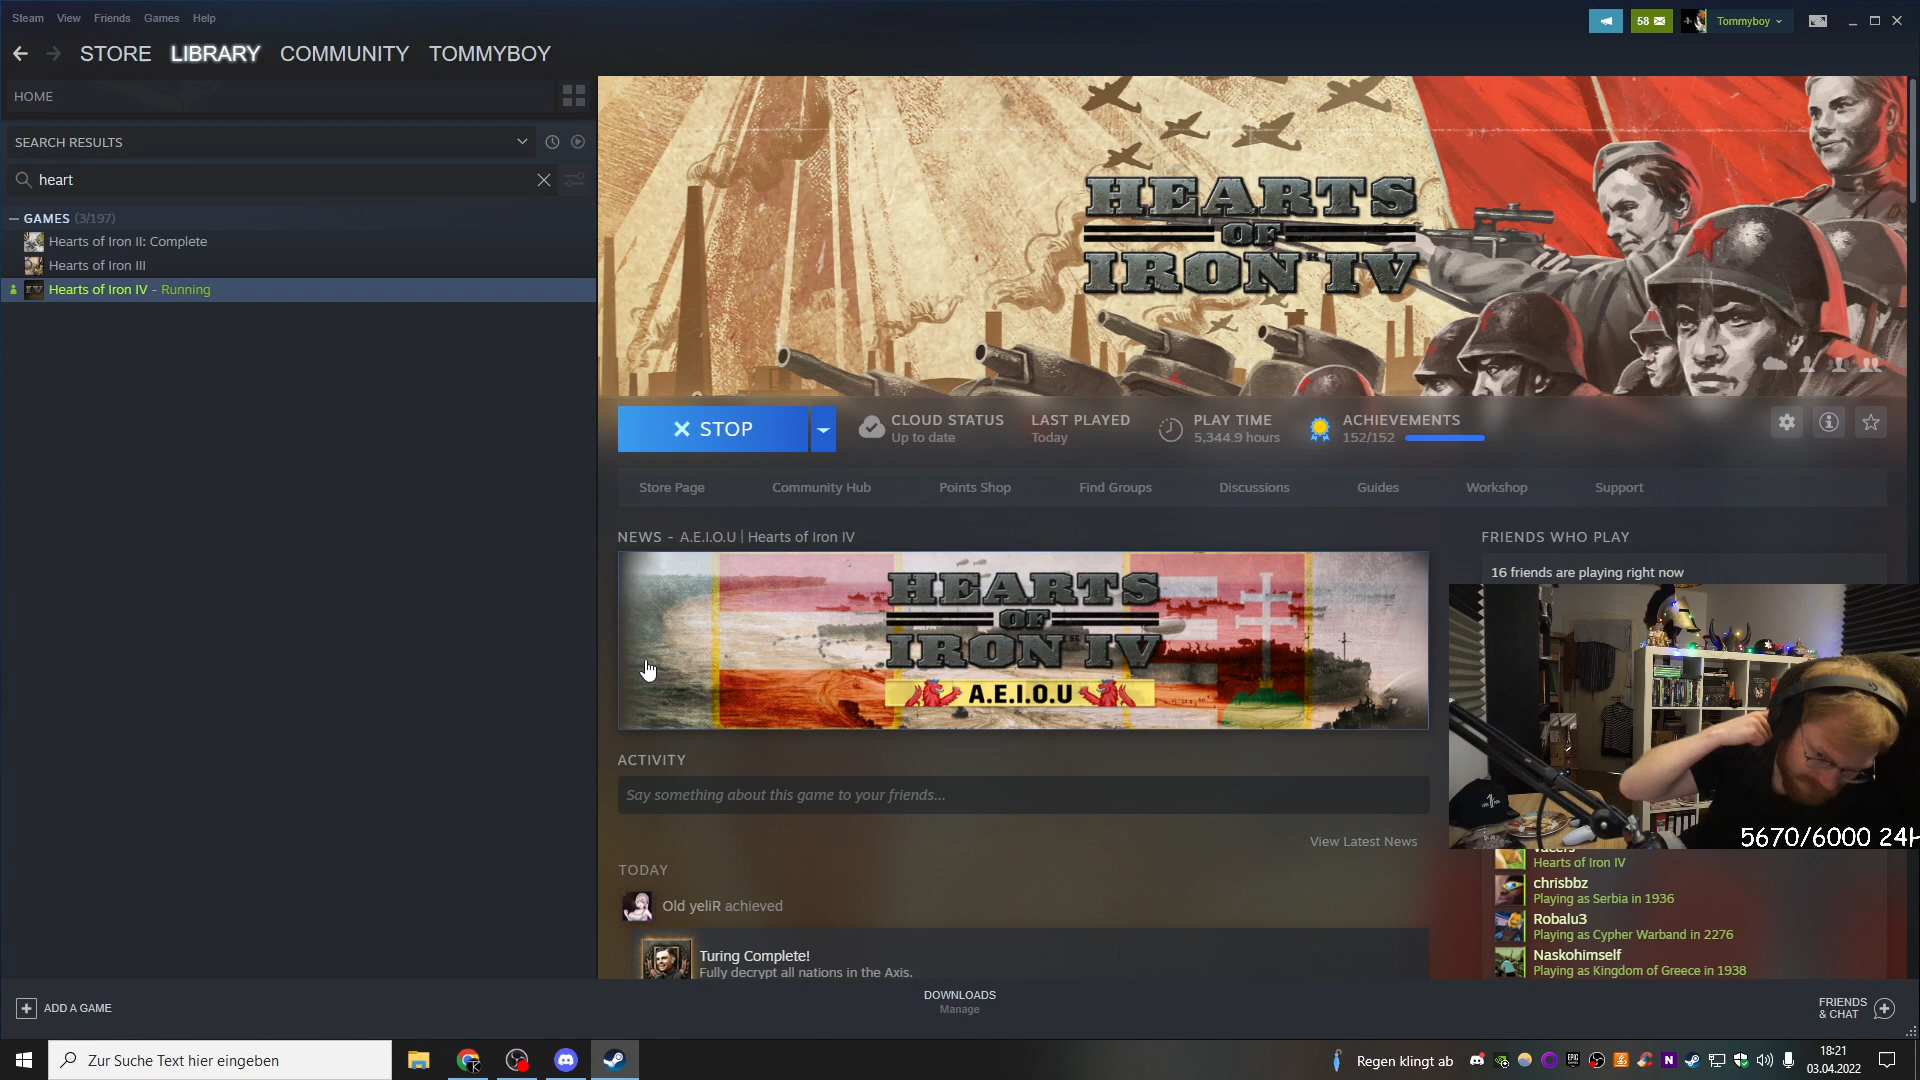 Steam View Friends Games Help
58
Tommyboy
STORE LIBRARY COMMUNITY TOMMYBOY
HOME
SEARCH RESULTS
heart
GAMES (3/197)
Hearts of Iron II: Complete
Hearts of Iron III
Hearts of Iron IV - Running
HEARTS
OF
IRON IV
STOP
CLOUD STATUS
Up to date
LAST PLAYED
Today
PLAY TIME
5,344.9 hours
ACHIEVEMENTS
152/152
Store Page Community Hub Points Shop Find Groups Discussions Guides Workshop Support
NEWS - A.E.I.O.U | Hearts of Iron IV
HEARTS
OF
IRON IV
A.E.I.O.U
ACTIVITY
Say something about this game to your friends...
View Latest News
TODAY
Old yeliR achieved
Turing Complete!
Fully decrypt all nations in the Axis.
FRIENDS WHO PLAY
16 friends are playing right now
5670/6000 24H
Hearts of Iron IV
chrisbbz
Playing as Serbia in 1936
Robalu3
Playing as Cypher Warband in 2276
Naskohimself
Playing as Kingdom of Greece in 1938
ADD A GAME
DOWNLOADS
Manage
FRIENDS
& CHAT
Zur Suche Text hier eingeben
Regen klingt ab
18:21
03.04.2022